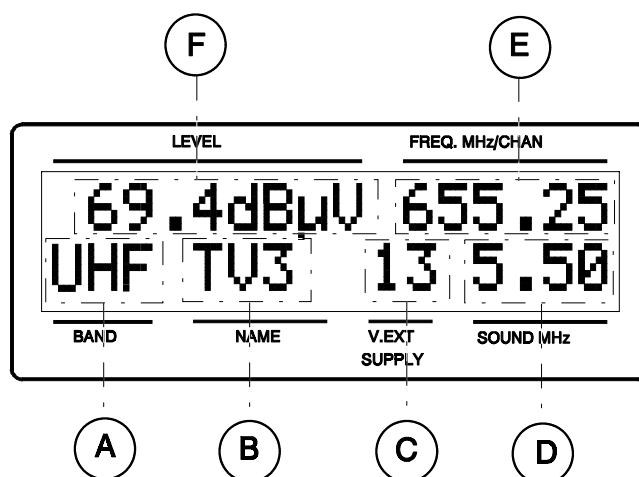 F E
LEVEL FREQ. MHz/CHAN
69.4dBµV 655.25
UHF TV3 13 5.50
BAND NAME V.EXT SOUND MHz
SUPPLY
A B C D